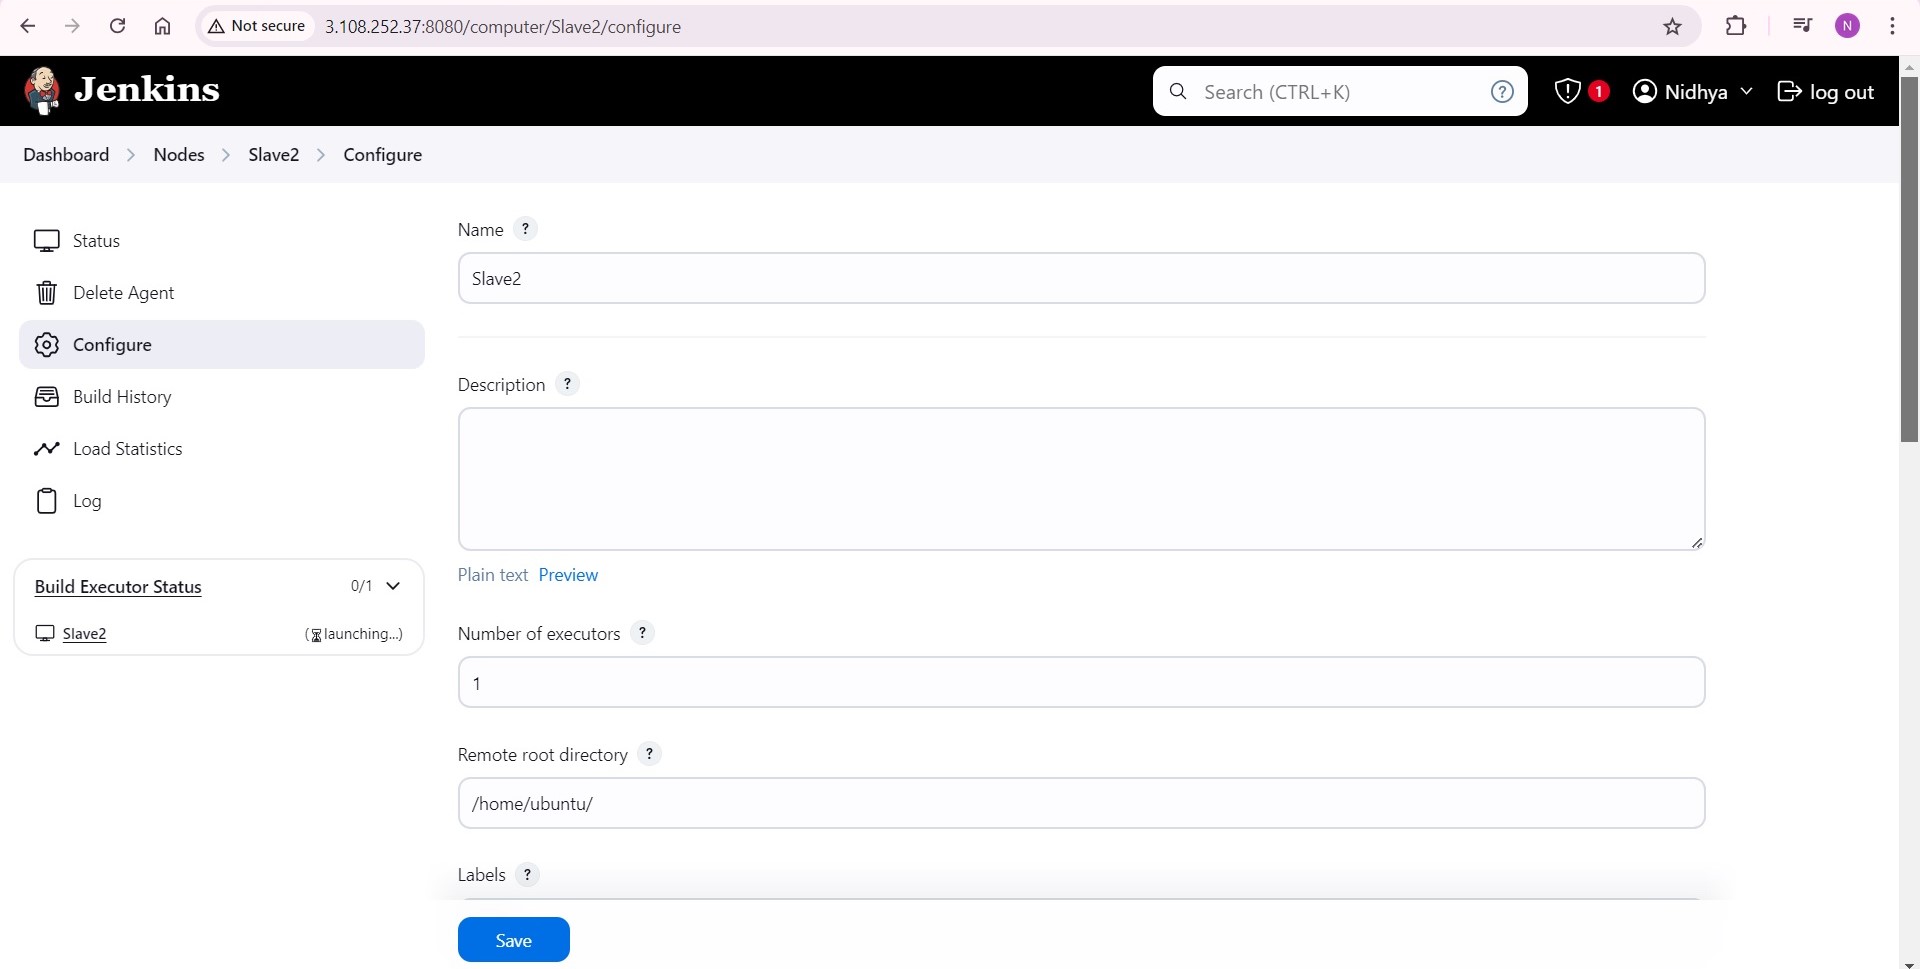 Not secure 3.108.252.37:8080/computer/Slave2/configure N
Jenkins Search (CTRL+K) ? 1 Nidhya log out
Dashboard Nodes Slave2 Configure
Status
Delete Agent
Configure
Build History
Load Statistics
Log
Build Executor Status 0/1
Slave2 (launching...)
Name ?
Slave2
Description ?
Plain text Preview
Number of executors ?
1
Remote root directory ?
/home/ubuntu/
Labels ?
Save